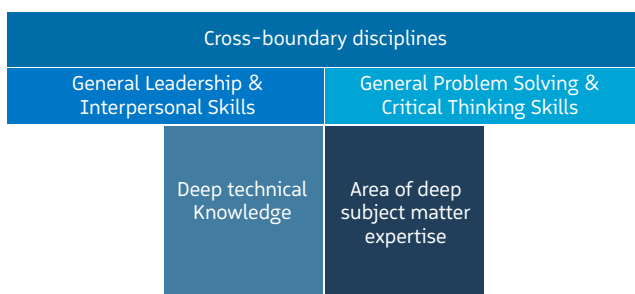 Cross-boundary disciplines
General Leadership &
Interpersonal Skills
General Problem Solving &
Critical Thinking Skills
Deep technical
Knowledge
Area of deep
subject matter
expertise